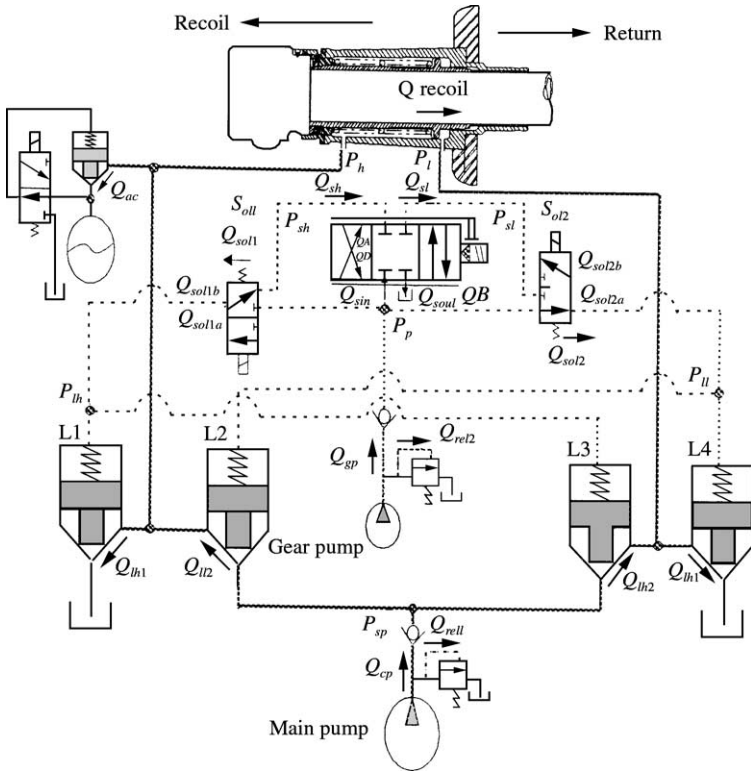 Recoil
Return
Q recoil
P_h
P_l
Q_ac
Q_sh
Q_sl
S_oll
P_sh
P_sl
S_ol2
Q_sol1
QA
QD
Q_sol1b
Q_sol2b
Q_sin
Q_soul
QB
Q_sol2a
Q_sol1a
P_p
Q_sol2
P_lh
P_ll
L1
L2
Q_rel2
L3
L4
Q_gp
Gear pump
Q_lh1
Q_ll2
Q_lh2
Q_lh1
P_sp
Q_rell
Q_cp
Main pump